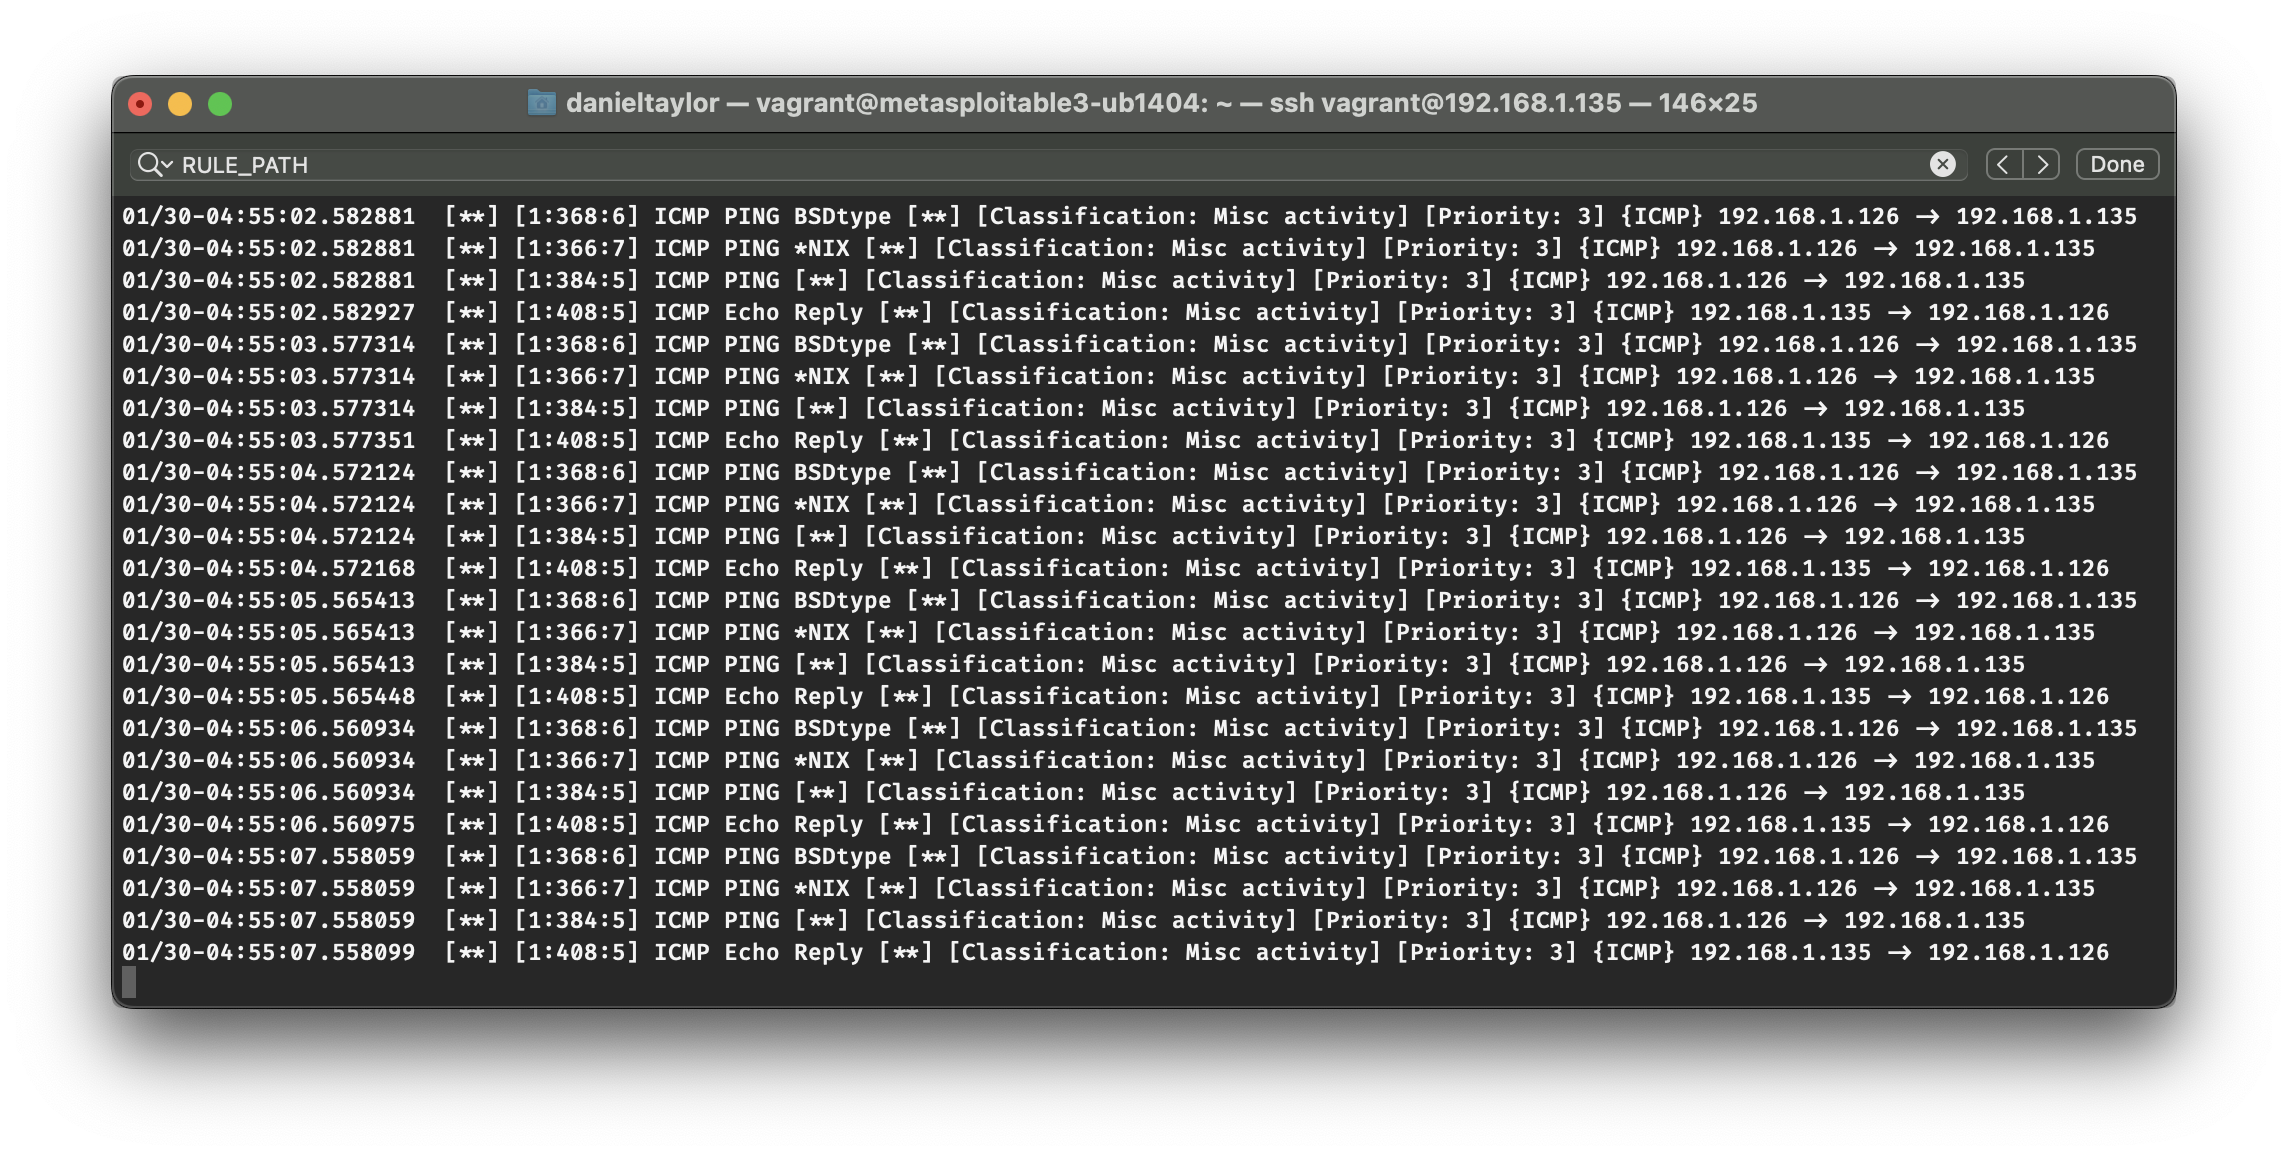 danieltaylor — vagrant@metasploitable3-ub1404: ~ — ssh vagrant@192.168.1.135 — 146×25
RULE_PATH
Done
01/30-04:55:02.582881  [**] [1:368:6] ICMP PING BSDtype [**] [Classification: Misc activity] [Priority: 3] {ICMP} 192.168.1.126 -> 192.168.1.135
01/30-04:55:02.582881  [**] [1:366:7] ICMP PING *NIX [**] [Classification: Misc activity] [Priority: 3] {ICMP} 192.168.1.126 -> 192.168.1.135
01/30-04:55:02.582881  [**] [1:384:5] ICMP PING [**] [Classification: Misc activity] [Priority: 3] {ICMP} 192.168.1.126 -> 192.168.1.135
01/30-04:55:02.582927  [**] [1:408:5] ICMP Echo Reply [**] [Classification: Misc activity] [Priority: 3] {ICMP} 192.168.1.135 -> 192.168.1.126
01/30-04:55:03.577314  [**] [1:368:6] ICMP PING BSDtype [**] [Classification: Misc activity] [Priority: 3] {ICMP} 192.168.1.126 -> 192.168.1.135
01/30-04:55:03.577314  [**] [1:366:7] ICMP PING *NIX [**] [Classification: Misc activity] [Priority: 3] {ICMP} 192.168.1.126 -> 192.168.1.135
01/30-04:55:03.577314  [**] [1:384:5] ICMP PING [**] [Classification: Misc activity] [Priority: 3] {ICMP} 192.168.1.126 -> 192.168.1.135
01/30-04:55:03.577351  [**] [1:408:5] ICMP Echo Reply [**] [Classification: Misc activity] [Priority: 3] {ICMP} 192.168.1.135 -> 192.168.1.126
01/30-04:55:04.572124  [**] [1:368:6] ICMP PING BSDtype [**] [Classification: Misc activity] [Priority: 3] {ICMP} 192.168.1.126 -> 192.168.1.135
01/30-04:55:04.572124  [**] [1:366:7] ICMP PING *NIX [**] [Classification: Misc activity] [Priority: 3] {ICMP} 192.168.1.126 -> 192.168.1.135
01/30-04:55:04.572124  [**] [1:384:5] ICMP PING [**] [Classification: Misc activity] [Priority: 3] {ICMP} 192.168.1.126 -> 192.168.1.135
01/30-04:55:04.572168  [**] [1:408:5] ICMP Echo Reply [**] [Classification: Misc activity] [Priority: 3] {ICMP} 192.168.1.135 -> 192.168.1.126
01/30-04:55:05.565413  [**] [1:368:6] ICMP PING BSDtype [**] [Classification: Misc activity] [Priority: 3] {ICMP} 192.168.1.126 -> 192.168.1.135
01/30-04:55:05.565413  [**] [1:366:7] ICMP PING *NIX [**] [Classification: Misc activity] [Priority: 3] {ICMP} 192.168.1.126 -> 192.168.1.135
01/30-04:55:05.565413  [**] [1:384:5] ICMP PING [**] [Classification: Misc activity] [Priority: 3] {ICMP} 192.168.1.126 -> 192.168.1.135
01/30-04:55:05.565448  [**] [1:408:5] ICMP Echo Reply [**] [Classification: Misc activity] [Priority: 3] {ICMP} 192.168.1.135 -> 192.168.1.126
01/30-04:55:06.560934  [**] [1:368:6] ICMP PING BSDtype [**] [Classification: Misc activity] [Priority: 3] {ICMP} 192.168.1.126 -> 192.168.1.135
01/30-04:55:06.560934  [**] [1:366:7] ICMP PING *NIX [**] [Classification: Misc activity] [Priority: 3] {ICMP} 192.168.1.126 -> 192.168.1.135
01/30-04:55:06.560934  [**] [1:384:5] ICMP PING [**] [Classification: Misc activity] [Priority: 3] {ICMP} 192.168.1.126 -> 192.168.1.135
01/30-04:55:06.560975  [**] [1:408:5] ICMP Echo Reply [**] [Classification: Misc activity] [Priority: 3] {ICMP} 192.168.1.135 -> 192.168.1.126
01/30-04:55:07.558059  [**] [1:368:6] ICMP PING BSDtype [**] [Classification: Misc activity] [Priority: 3] {ICMP} 192.168.1.126 -> 192.168.1.135
01/30-04:55:07.558059  [**] [1:366:7] ICMP PING *NIX [**] [Classification: Misc activity] [Priority: 3] {ICMP} 192.168.1.126 -> 192.168.1.135
01/30-04:55:07.558059  [**] [1:384:5] ICMP PING [**] [Classification: Misc activity] [Priority: 3] {ICMP} 192.168.1.126 -> 192.168.1.135
01/30-04:55:07.558099  [**] [1:408:5] ICMP Echo Reply [**] [Classification: Misc activity] [Priority: 3] {ICMP} 192.168.1.135 -> 192.168.1.126